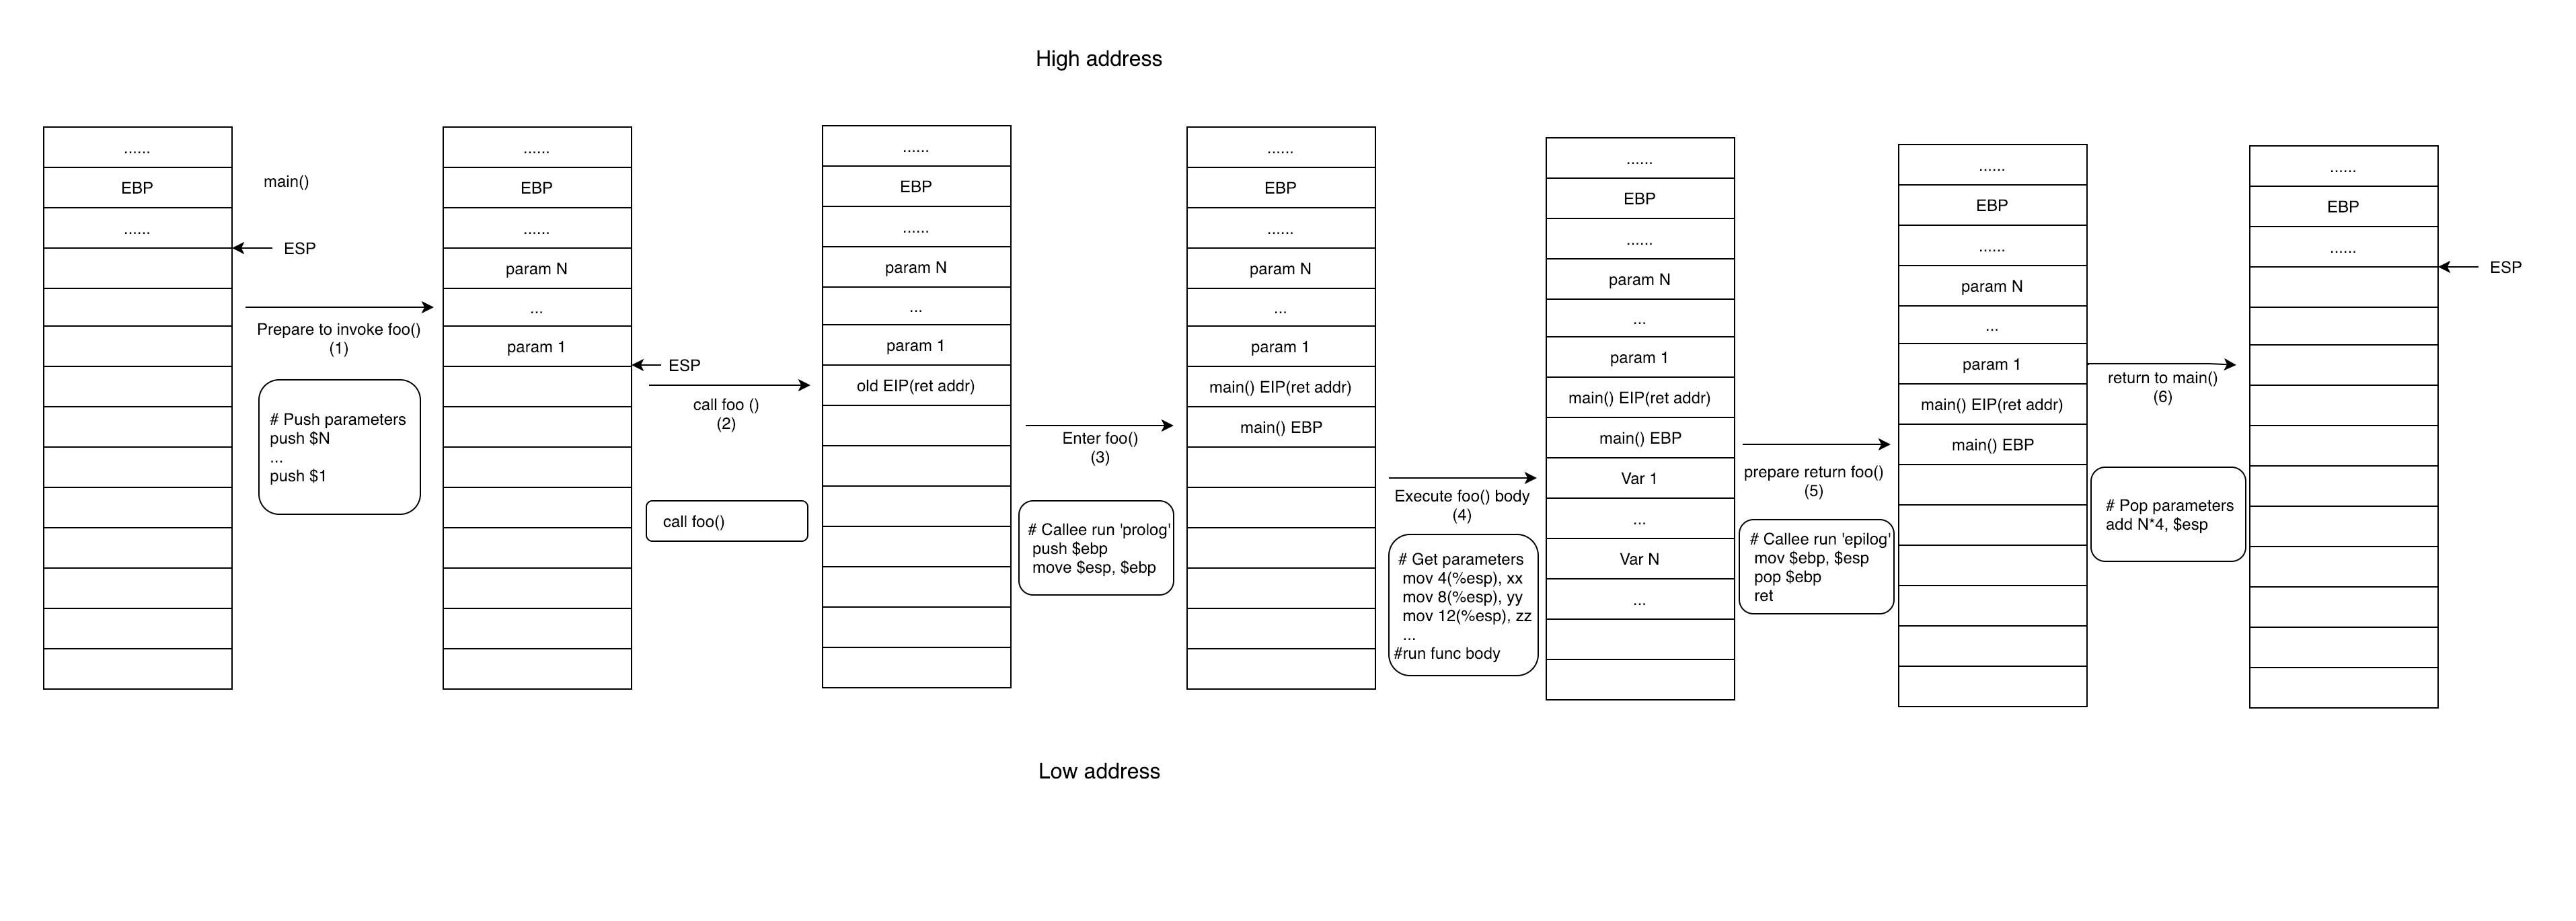 High address
......
EBP
......
main()
ESP
Prepare to invoke foo()
(1)
# Push parameters
push $N
...
push $1
......
EBP
......
param N
...
param 1
ESP
call foo ()
(2)
call foo()
......
EBP
......
param N
...
param 1
old EIP(ret addr)
Enter foo()
(3)
# Callee run 'prolog'
push $ebp
move $esp, $ebp
......
EBP
......
param N
...
param 1
main() EIP(ret addr)
main() EBP
Execute foo() body
(4)
# Get parameters
mov 4(%esp), xx
mov 8(%esp), yy
mov 12(%esp), zz
...
#run func body
......
EBP
......
param N
...
param 1
main() EIP(ret addr)
main() EBP
Var 1
...
Var N
...
prepare return foo()
(5)
# Callee run 'epilog'
mov $ebp, $esp
pop $ebp
ret
......
EBP
......
param N
...
param 1
main() EIP(ret addr)
main() EBP
return to main()
(6)
# Pop parameters
add N*4, $esp
......
EBP
......
ESP
Low address